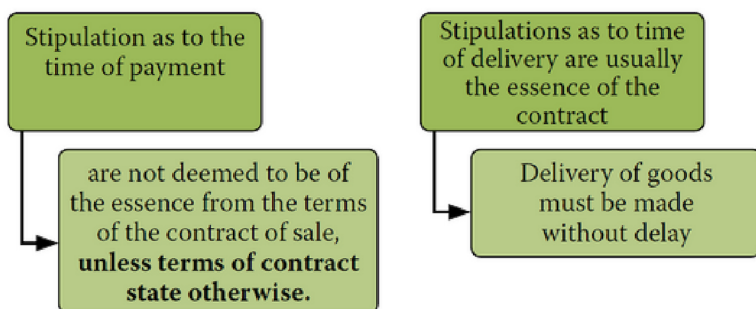 Stipulation as to the
time of payment
are not deemed to be of
the essence from the terms
of the contract of sale,
unless terms of contract
state otherwise.
Stipulations as to time
of delivery are usually
the essence of the
contract
Delivery of goods
must be made
without delay